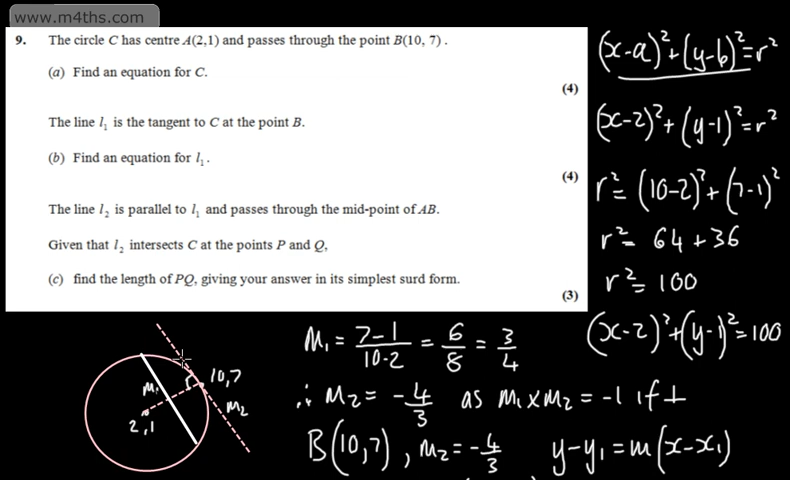 www.m4ths.com
9. The circle C has centre A(2,1) and passes through the point B(10, 7) .
(a) Find an equation for C.
(4)
The line l₁ is the tangent to C at the point B.
(b) Find an equation for l₁ .
(4)
The line l₂ is parallel to l₁ and passes through the mid-point of AB.
Given that l₂ intersects C at the points P and Q,
(c) find the length of PQ, giving your answer in its simplest surd form.
(3)
(x-a)²+(y-b)²=r²
(x-2)²+(y-1)²=r²
r²= (10-2)²+(7-1)²
r²= 64+36
r²= 100
(x-2)²+(y-1)²=100
M₁ = 7-1/10-2 = 6/8 = 3/4
∴ M₂ = -4/3 as M₁×M₂ = -1 if ⊥
B(10,7) , M₂ = -4/3 y-y₁=m(x-x₁)
10,7
M₁
M₂
2,1